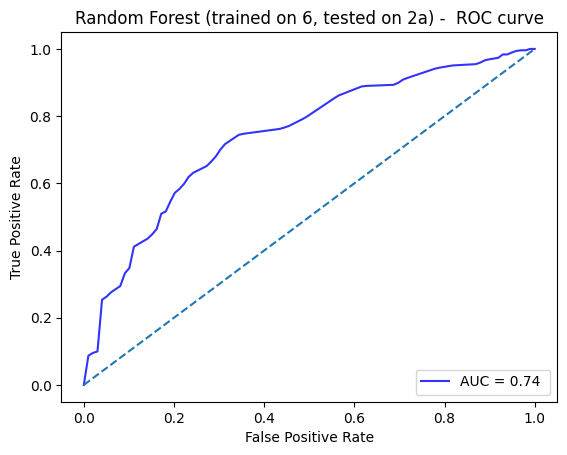 Random Forest (trained on 6, tested on 2a) -  ROC curve
True Positive Rate
1.0
0.8
0.6
0.4
0.2
0.0
AUC = 0.74
0.0 0.2 0.4 0.6 0.8 1.0
False Positive Rate